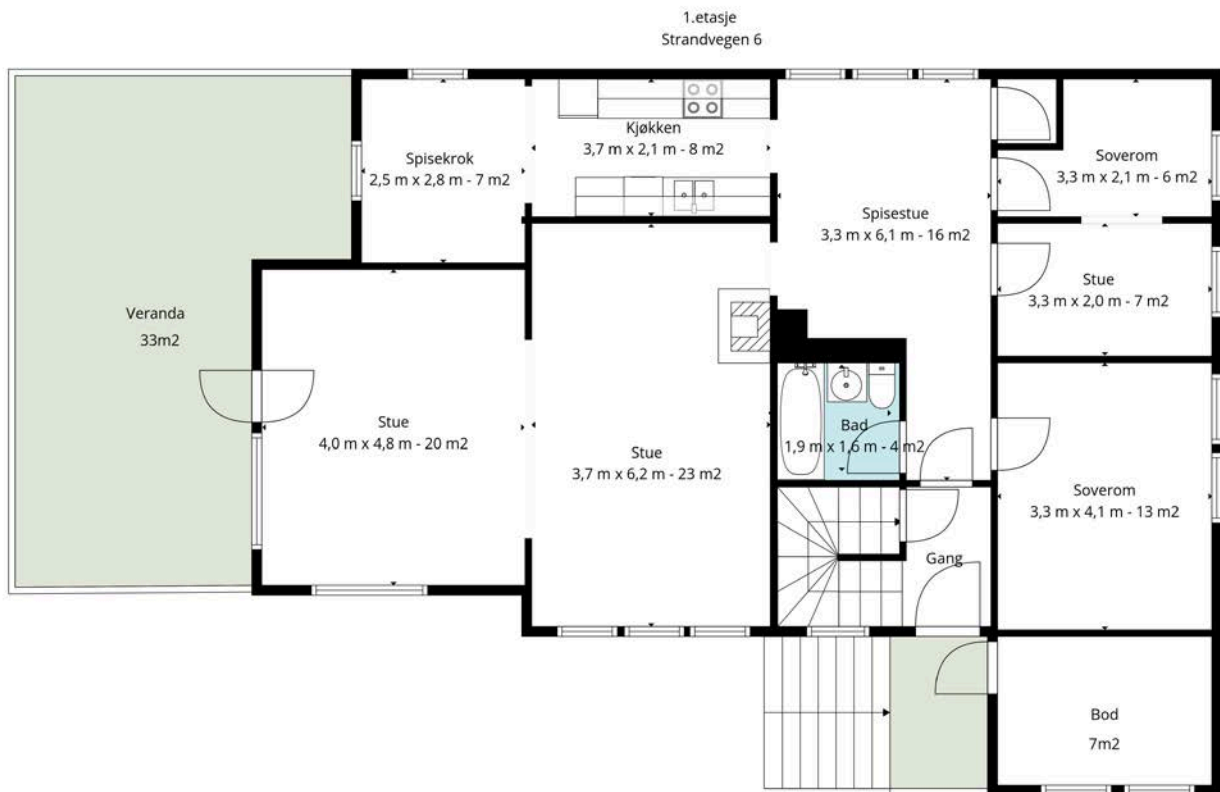 1.etasje
Strandvegen 6
Kjøkken
3,7 m x 2,1 m - 8 m2
Spisekrok
2,5 m x 2,8 m - 7 m2
Soverom
3,3 m x 2,1 m - 6 m2
Spisestue
3,3 m x 6,1 m - 16 m2
Stue
3,3 m x 2,0 m - 7 m2
Veranda
33m2
Stue
4,0 m x 4,8 m - 20 m2
Stue
3,7 m x 6,2 m - 23 m2
Bad
1,9 m x 1,6 m - 4 m2
Soverom
3,3 m x 4,1 m - 13 m2
Gang
Bod
7m2